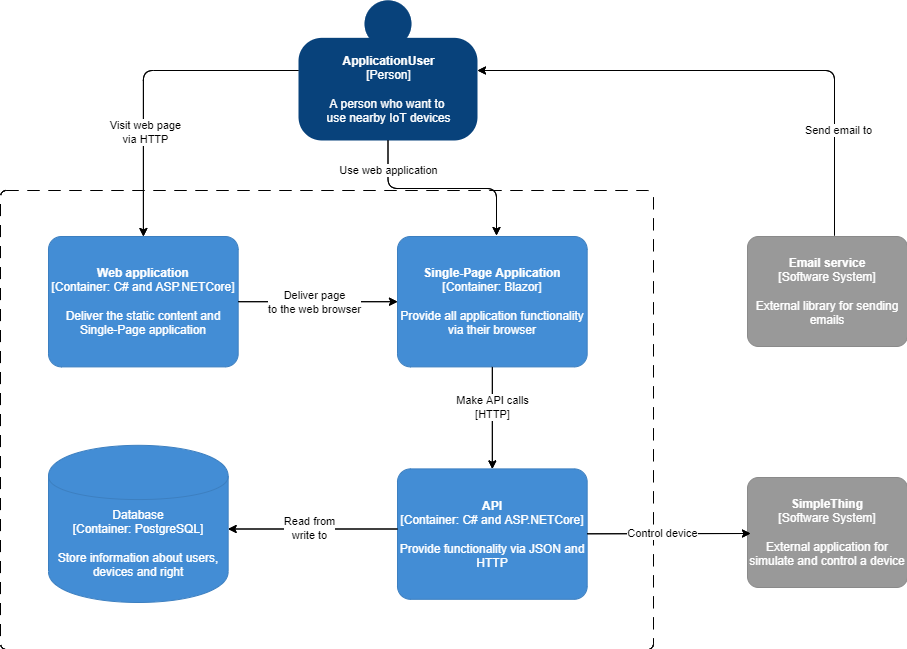 ApplicationUser
[Person]
A person who want to
use nearby IoT devices
Visit web page
via HTTP
Use web application
Send email to
Web application
[Container: C# and ASP.NETCore]
Deliver the static content and
Single-Page application
Deliver page
to the web browser
Single-Page Application
[Container: Blazor]
Provide all application functionality
via their browser
Email service
[Software System]
External library for sending
emails
Make API calls
[HTTP]
Database
[Container: PostgreSQL]
Store information about users,
devices and right
Read from
write to
API
[Container: C# and ASP.NETCore]
Provide functionality via JSON and
HTTP
Control device
SimpleThing
[Software System]
External application for
simulate and control a device